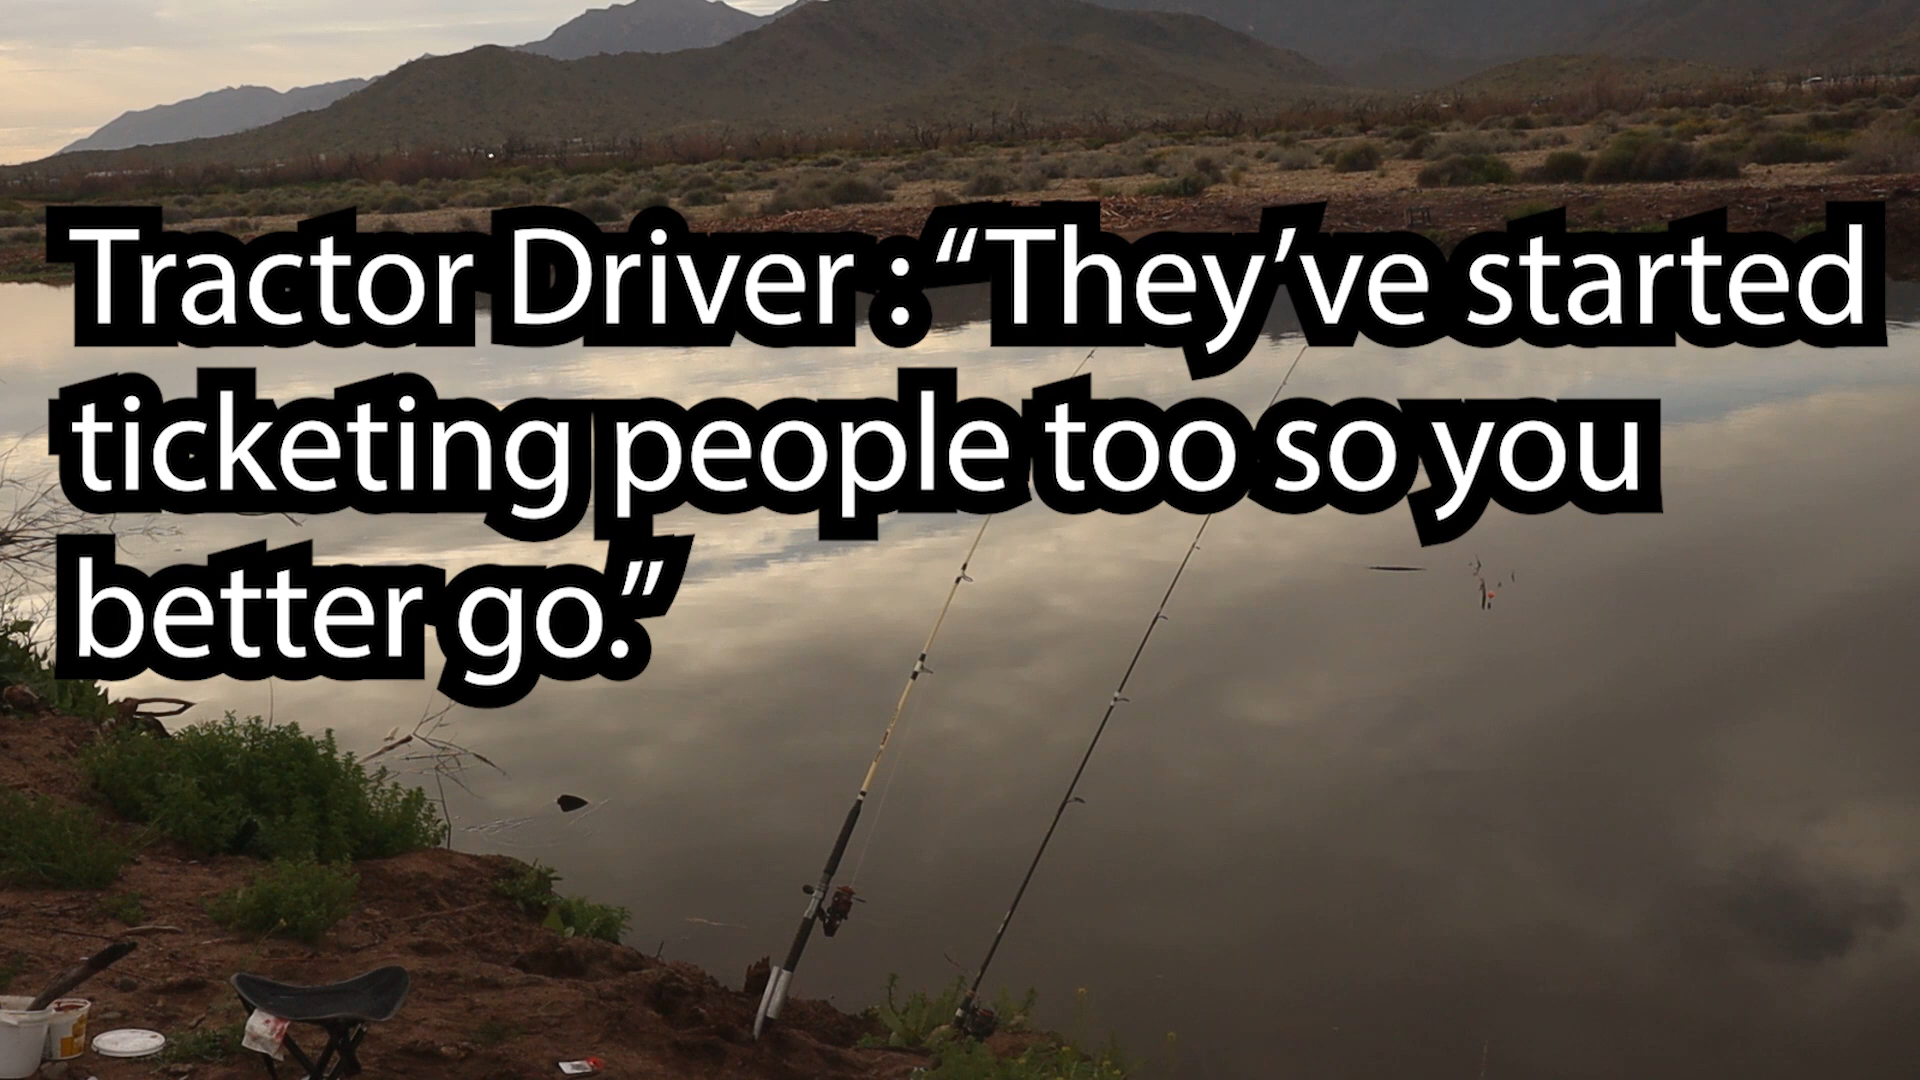 Tractor Driver : “They’ve started
ticketing people too so you
better go.”